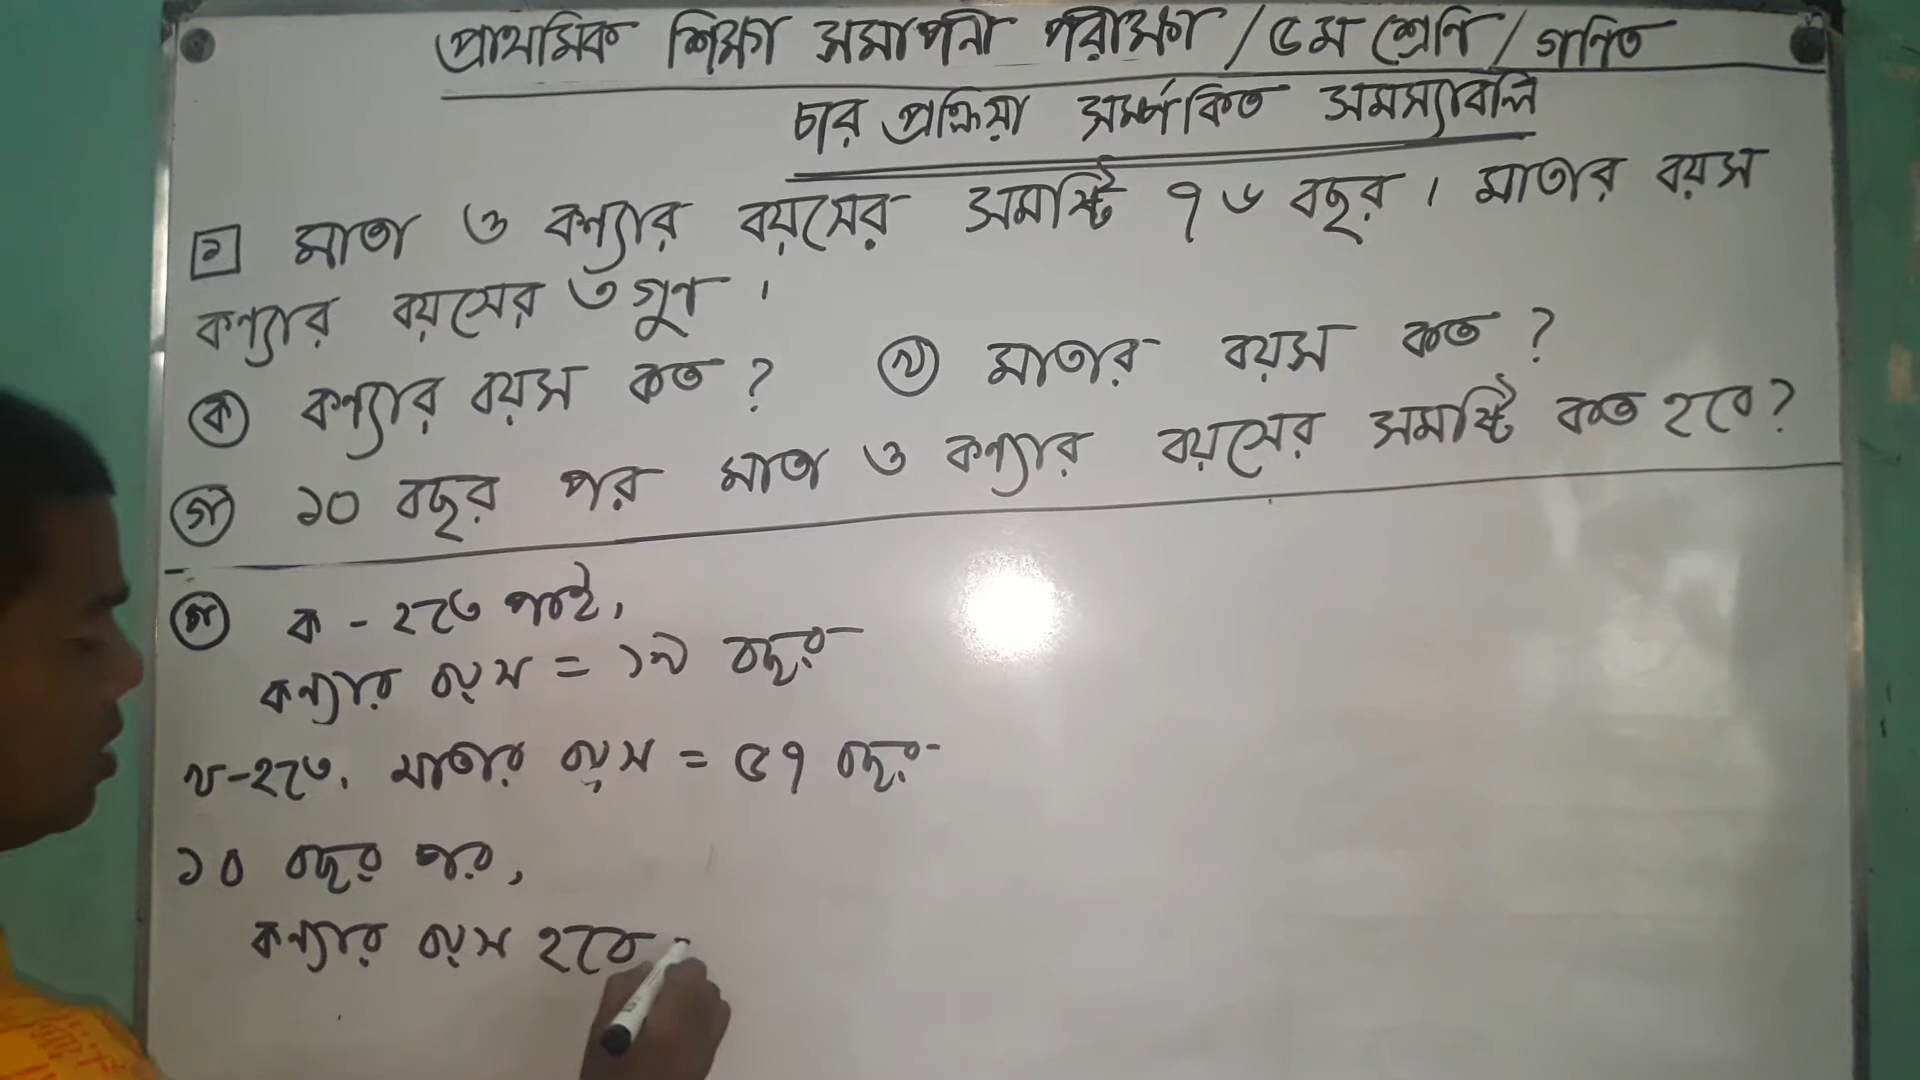 প্রাথমিক শিক্ষা সমাপনী পরীক্ষা / ৫ম শ্রেণি / গণিত
চার প্রক্রিয়া সম্পর্কিত সমস্যাবলি
১ মাতা ও কন্যার বয়সের সমষ্টি ৭৬ বছর । মাতার বয়স
কন্যার বয়সের ৩ গুণ ।
ক কন্যার বয়স কত ? খ মাতার বয়স কত ?
গ ১০ বছর পর মাতা ও কন্যার বয়সের সমষ্টি কত হবে ?
গ ক - হতে পাই,
কন্যার বয়স = ১৯ বছর
খ-হতে, মাতার বয়স = ৫৭ বছর
১০ বছর পর,
কন্যার বয়স হবে